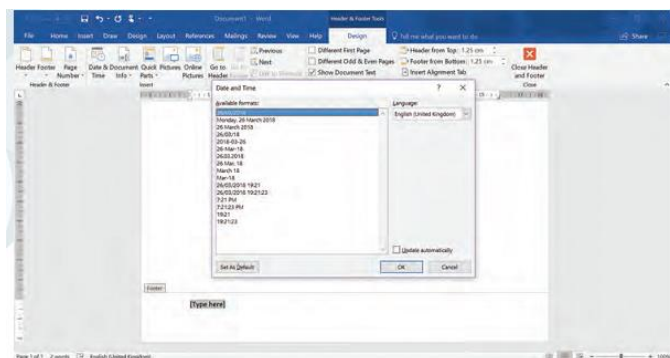 Document1 - Word
Header & Footer Tools
File Home Insert Draw Design Layout References Mailings Review View Help Design Tell me what you want to do Share
Header Footer Page Number Date & Time Document Info Quick Parts Pictures Online Pictures Go to Header
Previous
Next
Different First Page
Different Odd & Even Pages
Show Document Text
Header from Top: 1.25 cm
Footer from Bottom: 1.25 cm
Insert Alignment Tab
Close Header and Footer
Header & Footer Insert Close
Date and Time ? X
Available formats:
Language:
26/03/2018
English (United Kingdom)
Monday, 26 March 2018
26 March 2018
26/03/18
2018-03-26
26-Mar-18
26.03.2018
26 Mar. 18
March 18
Mar-18
26/03/2018 19:21
26/03/2018 19:21:23
7:21 PM
7:21:23 PM
19:21
19:21:23
Update automatically
Set As Default OK Cancel
Footer
[Type here]
Page 1 of 1 2 words English (United Kingdom) 100%